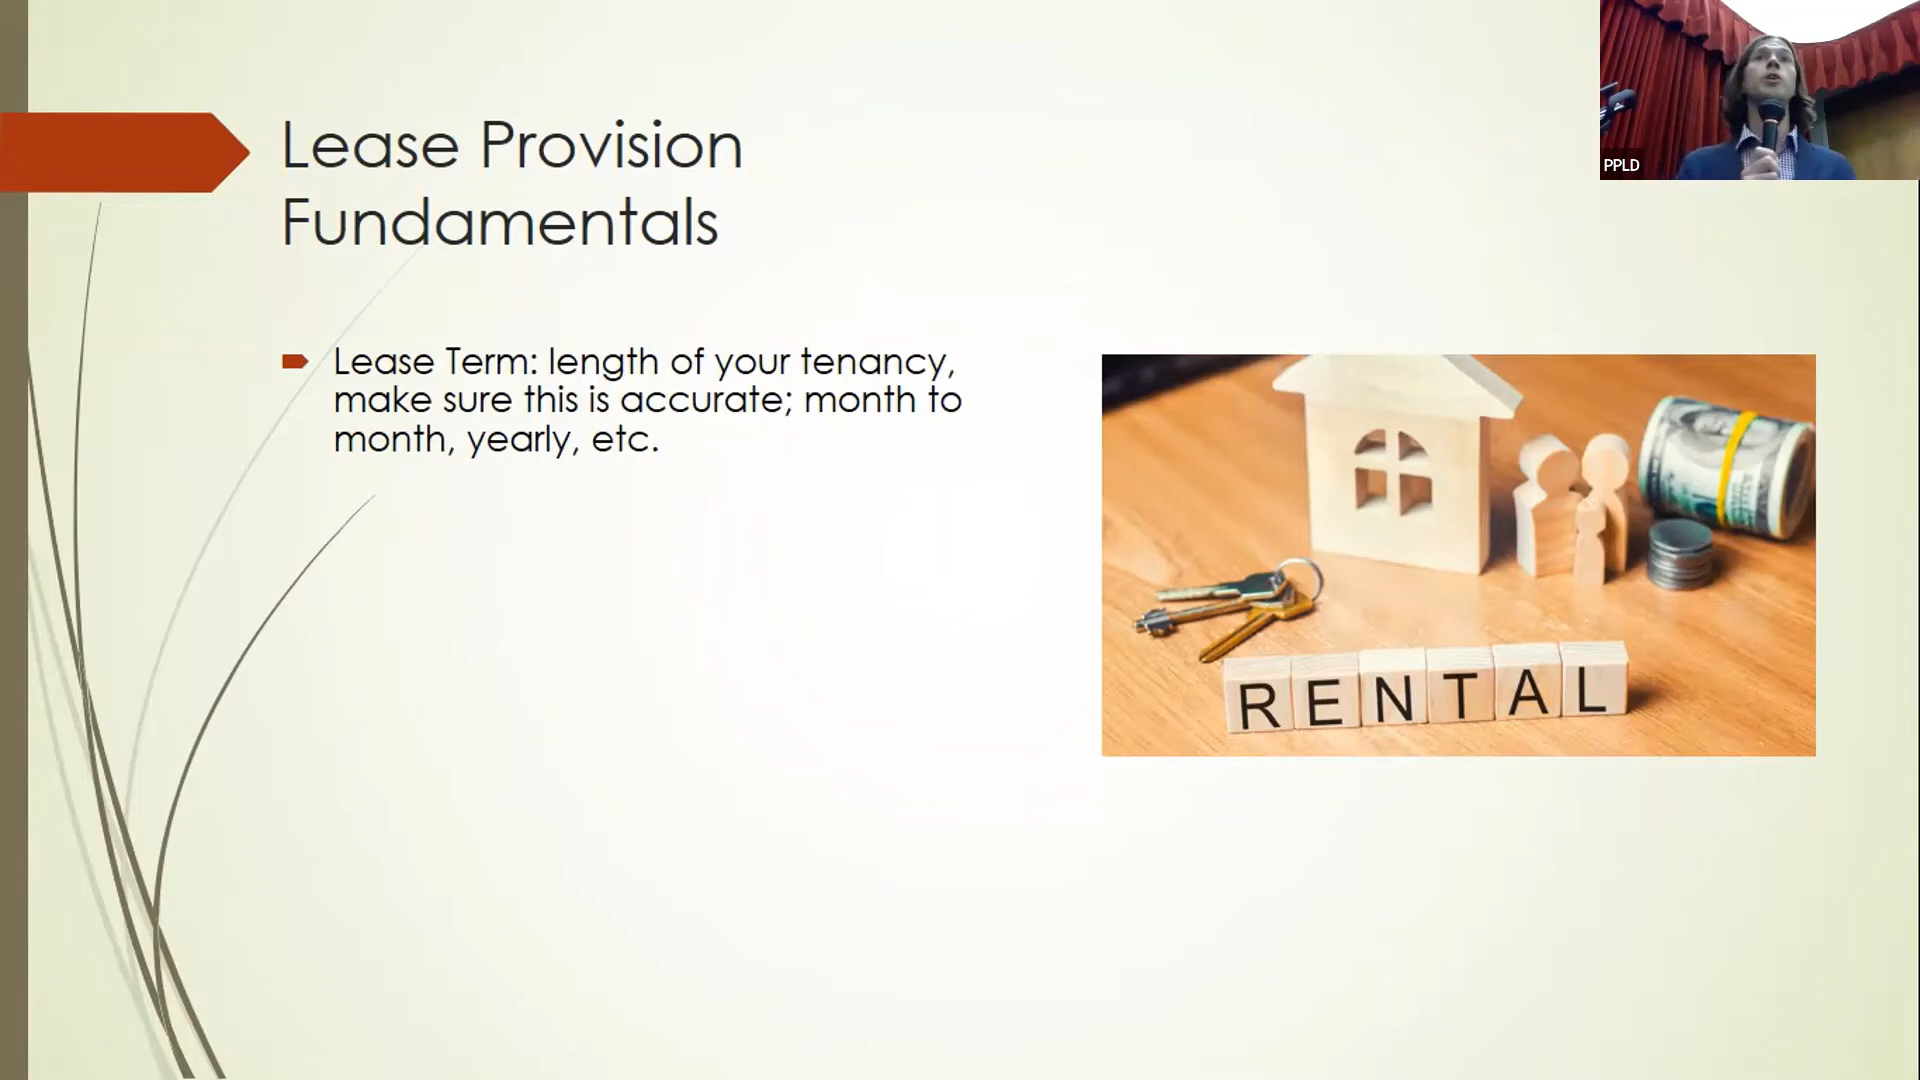 Lease Provision
Fundamentals
PPLD
Lease Term: length of your tenancy,
make sure this is accurate; month to
month, yearly, etc.
RENTAL